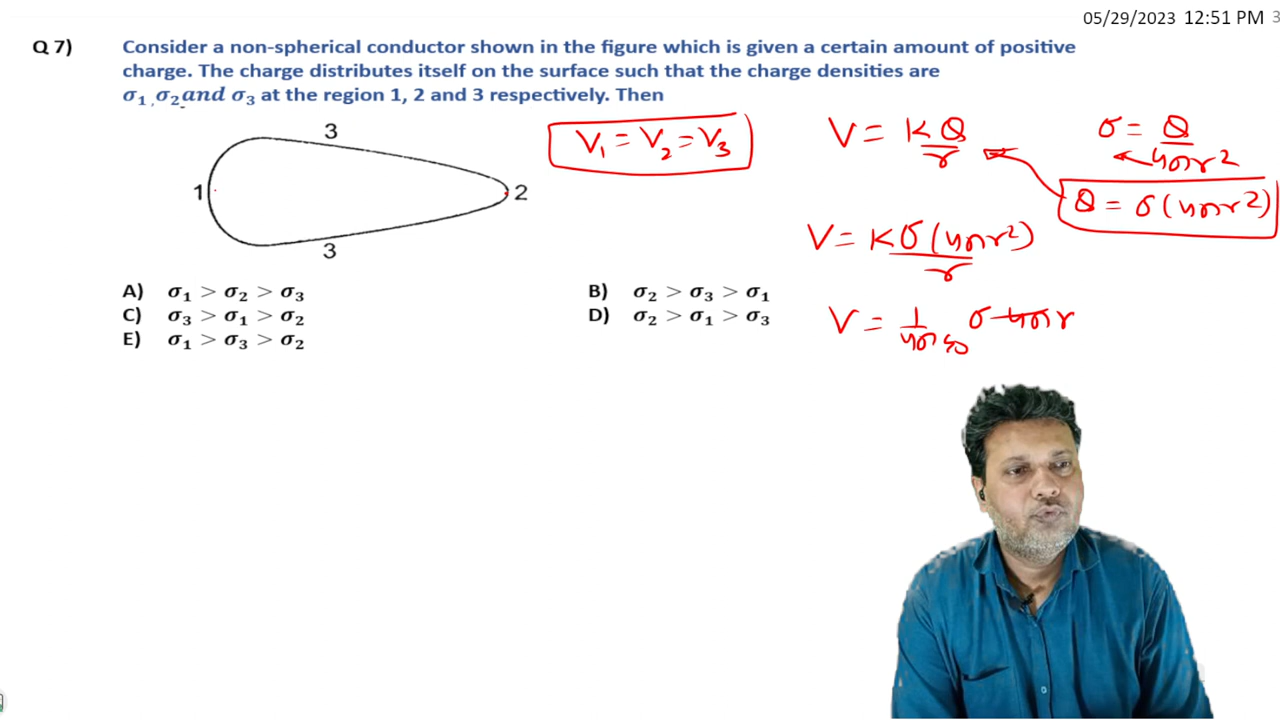 05/29/2023 12:51 PM 3
Q 7) Consider a non-spherical conductor shown in the figure which is given a certain amount of positive
charge. The charge distributes itself on the surface such that the charge densities are
σ₁,σ₂and σ₃ at the region 1, 2 and 3 respectively. Then
3
1
2
3
V₁ = V₂ = V₃
V = KQ/r
σ = Q/4πr²
Q = σ(4πr²)
V = Kσ(4πr²)/r
V = 1/4πε₀ σ 4πr
A) σ₁ > σ₂ > σ₃
B) σ₂ > σ₃ > σ₁
C) σ₃ > σ₁ > σ₂
D) σ₂ > σ₁ > σ₃
E) σ₁ > σ₃ > σ₂